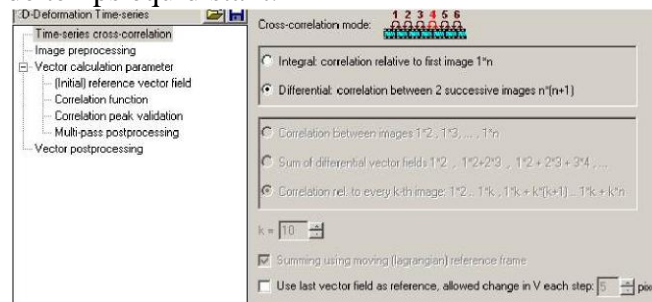 :D-Deformation Time-series
Time-series cross-correlation
Image preprocessing
Vector calculation parameter
(Initial) reference vector field
Correlation function
Correlation peak validation
Multi-pass postprocessing
Vector postprocessing
Cross-correlation mode:
1 2 3 4 5 6
Integral: correlation relative to first image 1*n
Differential: correlation between 2 successive images n*(n+1)
Correlation between images 1*2 , 1*3, ... , 1*n
Sum of differential vector fields 1*2 , 1*2+2*3 , 1*2 + 2*3 + 3*4 , ...
Correlation rel. to every k-th image: 1*2 .. 1*k , 1*k + k*(k+1) .. 1*k + k*n
k = 10
Summing using moving (lagrangian) reference frame
Use last vector field as reference, allowed change in V each step: 5 pix